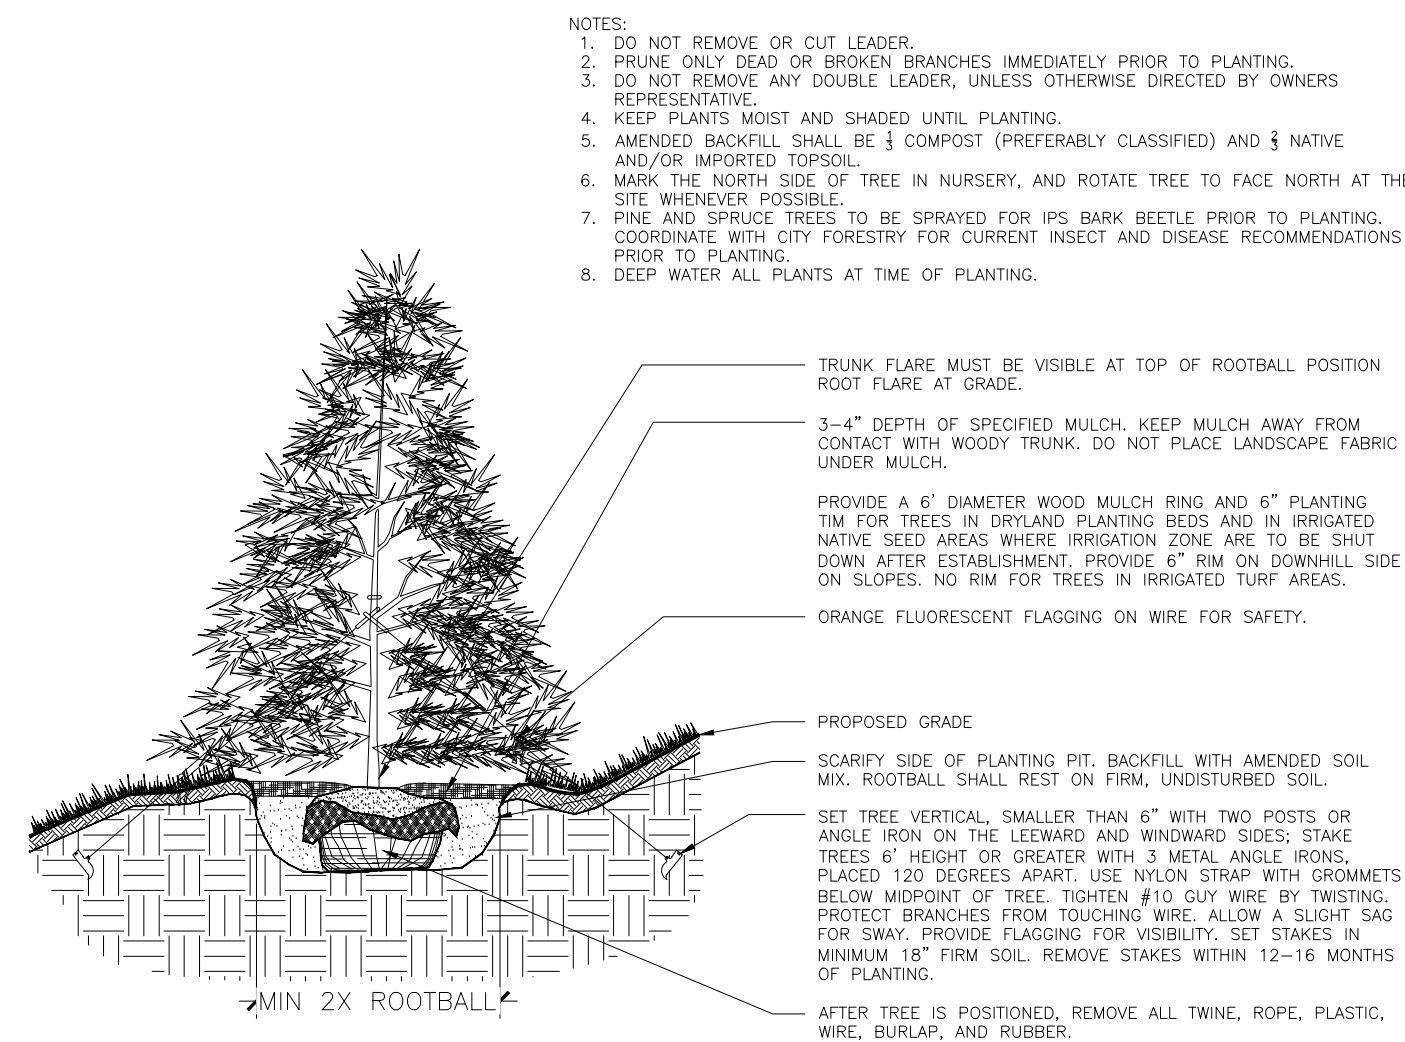 NOTES:
1. DO NOT REMOVE OR CUT LEADER.
2. PRUNE ONLY DEAD OR BROKEN BRANCHES IMMEDIATELY PRIOR TO PLANTING.
3. DO NOT REMOVE ANY DOUBLE LEADER, UNLESS OTHERWISE DIRECTED BY OWNERS
REPRESENTATIVE.
4. KEEP PLANTS MOIST AND SHADED UNTIL PLANTING.
5. AMENDED BACKFILL SHALL BE 1/3 COMPOST (PREFERABLY CLASSIFIED) AND 2/3 NATIVE
AND/OR IMPORTED TOPSOIL.
6. MARK THE NORTH SIDE OF TREE IN NURSERY, AND ROTATE TREE TO FACE NORTH AT THE
SITE WHENEVER POSSIBLE.
7. PINE AND SPRUCE TREES TO BE SPRAYED FOR IPS BARK BEETLE PRIOR TO PLANTING.
COORDINATE WITH CITY FORESTRY FOR CURRENT INSECT AND DISEASE RECOMMENDATIONS
PRIOR TO PLANTING.
8. DEEP WATER ALL PLANTS AT TIME OF PLANTING.
TRUNK FLARE MUST BE VISIBLE AT TOP OF ROOTBALL POSITION
ROOT FLARE AT GRADE.
3-4" DEPTH OF SPECIFIED MULCH. KEEP MULCH AWAY FROM
CONTACT WITH WOODY TRUNK. DO NOT PLACE LANDSCAPE FABRIC
UNDER MULCH.
PROVIDE A 6' DIAMETER WOOD MULCH RING AND 6" PLANTING
TIM FOR TREES IN DRYLAND PLANTING BEDS AND IN IRRIGATED
NATIVE SEED AREAS WHERE IRRIGATION ZONE ARE TO BE SHUT
DOWN AFTER ESTABLISHMENT. PROVIDE 6" RIM ON DOWNHILL SIDE
ON SLOPES. NO RIM FOR TREES IN IRRIGATED TURF AREAS.
ORANGE FLUORESCENT FLAGGING ON WIRE FOR SAFETY.
PROPOSED GRADE
SCARIFY SIDE OF PLANTING PIT. BACKFILL WITH AMENDED SOIL
MIX. ROOTBALL SHALL REST ON FIRM, UNDISTURBED SOIL.
SET TREE VERTICAL, SMALLER THAN 6" WITH TWO POSTS OR
ANGLE IRON ON THE LEEWARD AND WINDWARD SIDES; STAKE
TREES 6' HEIGHT OR GREATER WITH 3 METAL ANGLE IRONS,
PLACED 120 DEGREES APART. USE NYLON STRAP WITH GROMMETS
BELOW MIDPOINT OF TREE. TIGHTEN #10 GUY WIRE BY TWISTING.
PROTECT BRANCHES FROM TOUCHING WIRE. ALLOW A SLIGHT SAG
FOR SWAY. PROVIDE FLAGGING FOR VISIBILITY. SET STAKES IN
MINIMUM 18" FIRM SOIL. REMOVE STAKES WITHIN 12-16 MONTHS
OF PLANTING.
MIN 2X ROOTBALL
AFTER TREE IS POSITIONED, REMOVE ALL TWINE, ROPE, PLASTIC,
WIRE, BURLAP, AND RUBBER.